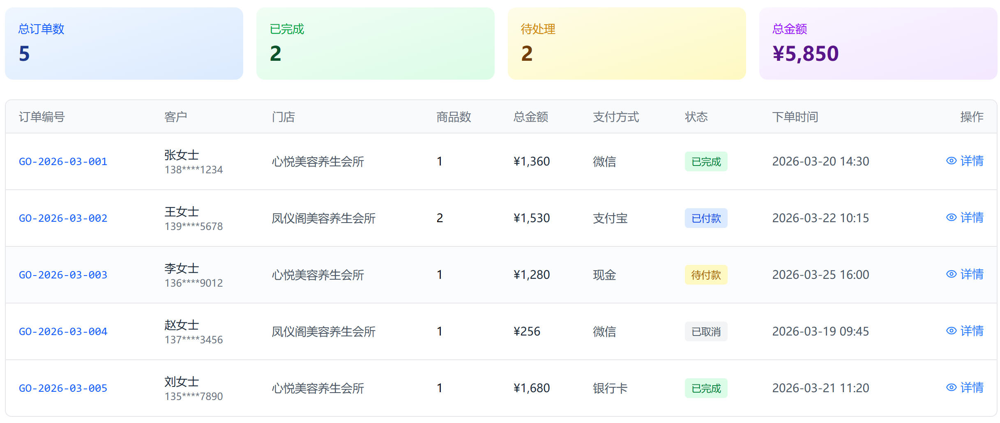 总订单数
5
已完成
2
待处理
2
总金额
¥5,850
订单编号 客户 门店 商品数 总金额 支付方式 状态 下单时间 操作
GO-2026-03-001 张女士 138****1234 心悦美容养生会所 1 ¥1,360 微信 已完成 2026-03-20 14:30 详情
GO-2026-03-002 王女士 139****5678 凤仪阁美容养生会所 2 ¥1,530 支付宝 已付款 2026-03-22 10:15 详情
GO-2026-03-003 李女士 136****9012 心悦美容养生会所 1 ¥1,280 现金 待付款 2026-03-25 16:00 详情
GO-2026-03-004 赵女士 137****3456 凤仪阁美容养生会所 1 ¥256 微信 已取消 2026-03-19 09:45 详情
GO-2026-03-005 刘女士 135****7890 心悦美容养生会所 1 ¥1,680 银行卡 已完成 2026-03-21 11:20 详情